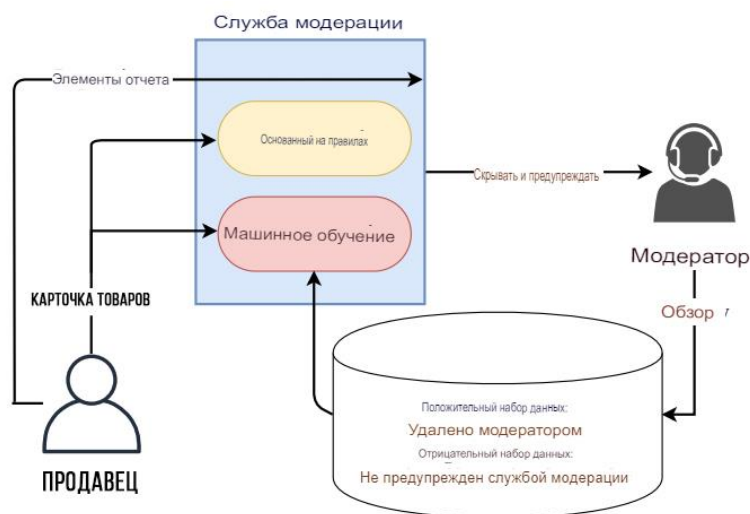 Служба модерации
Элементы отчета
Основанный на правилах
Скрывать и предупреждать
Машинное обучение
Модератор
КАРТОЧКА ТОВАРОВ
Обзор
Положительный набор данных:
Удалено модератором
Отрицательный набор данных:
Не предупрежден службой модерации
ПРОДАВЕЦ